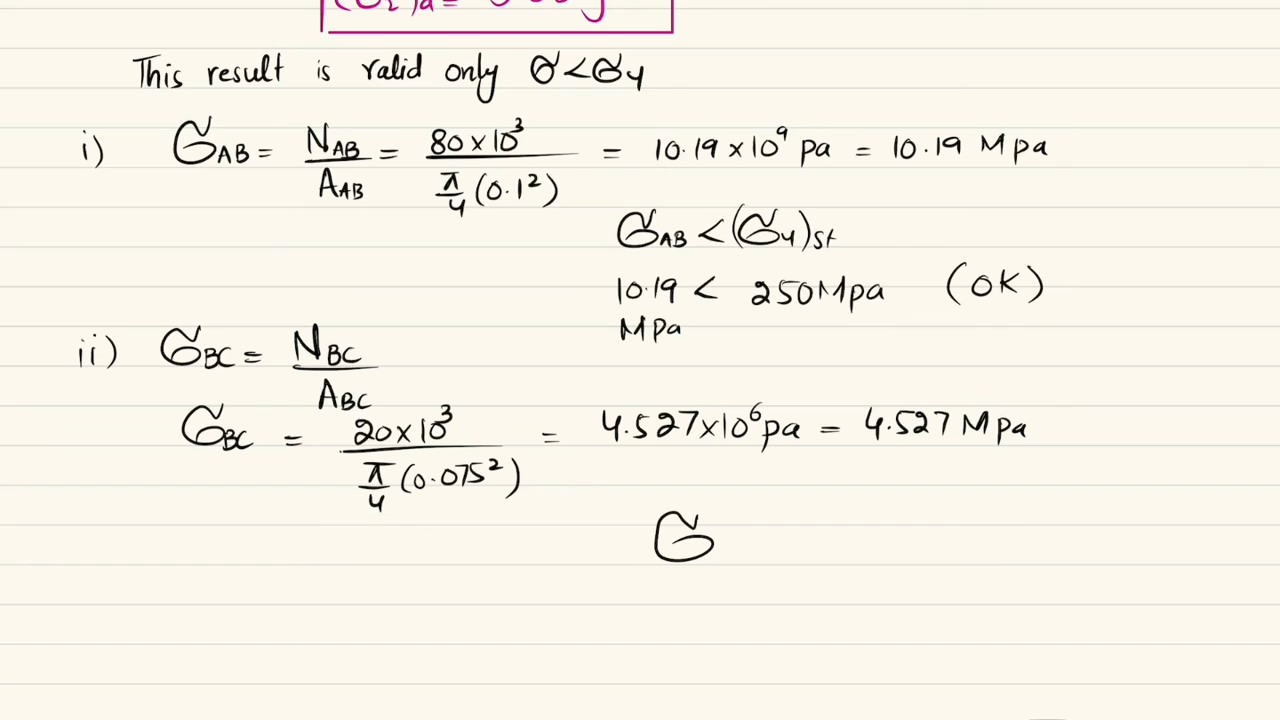 This result is valid only σ < σy
i) σAB = NAB/AAB = 80 × 10³ / (π/4 (0.1²)) = 10.19 × 10⁹ pa = 10.19 Mpa
σAB < (σy)st
10.19 Mpa < 250Mpa (OK)
ii) σBC = NBC/ABC
σBC = 20 × 10³ / (π/4 (0.075²)) = 4.527 × 10⁶ pa = 4.527 Mpa
σ